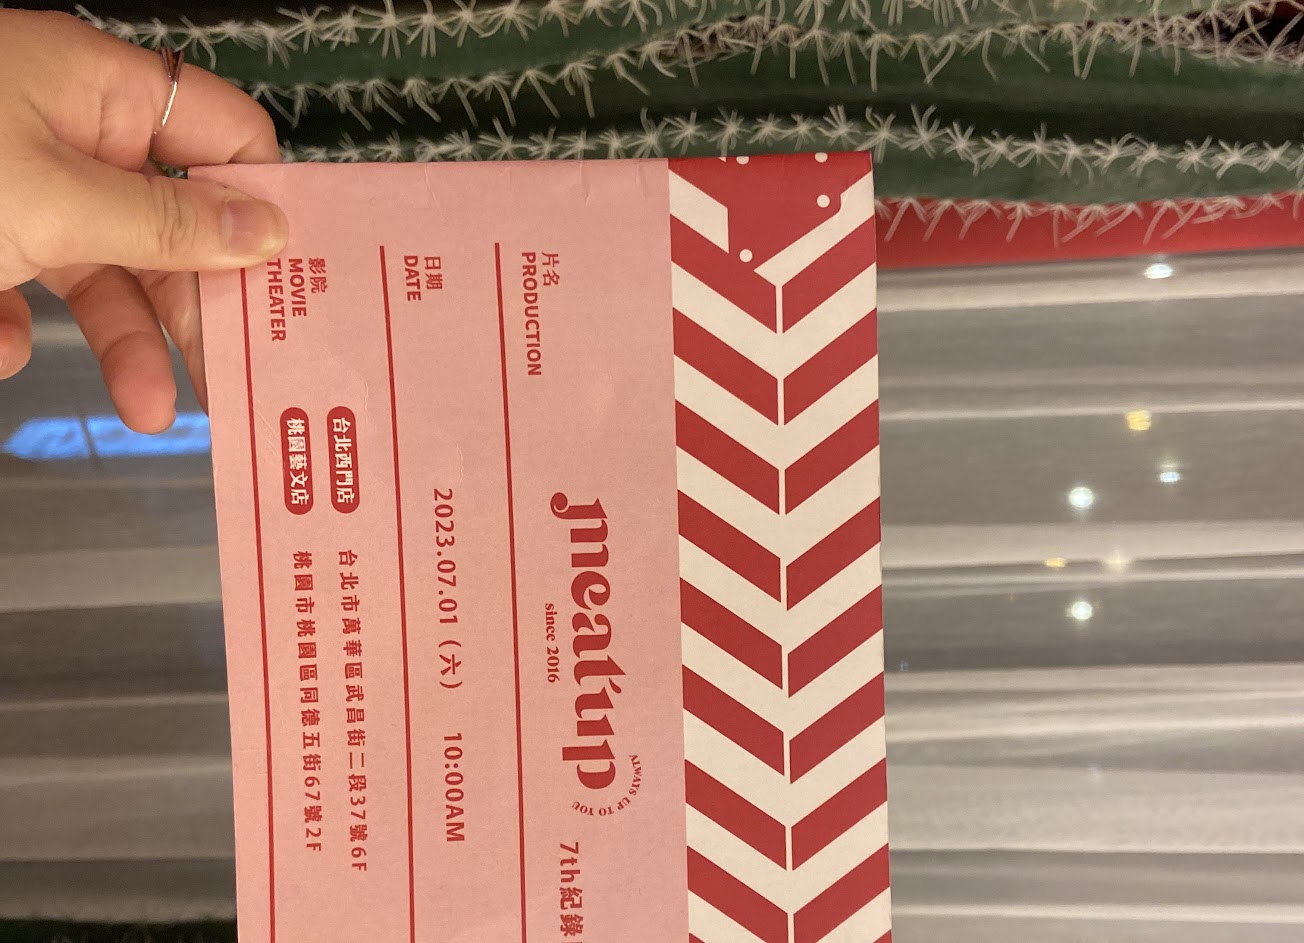 片名
PRODUCTION
meatup
since 2016
ALWAYS UP TO YOU
7th紀錄
日期
DATE
2023.07.01（六） 10:00AM
影院
MOVIE
THEATER
台北西門店 台北市萬華區武昌街二段37號6F
桃園藝文店 桃園市桃園區同德五街67號2F